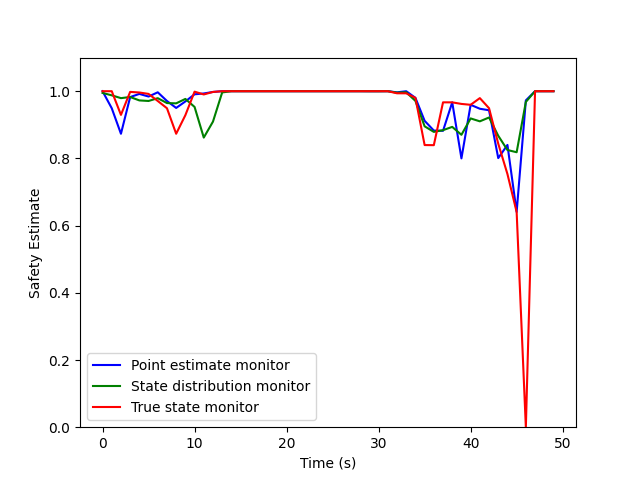 1.0
0.8
0.6
0.4
0.2
0.0
Safety Estimate
Point estimate monitor
State distribution monitor
True state monitor
0 10 20 30 40 50
Time (s)